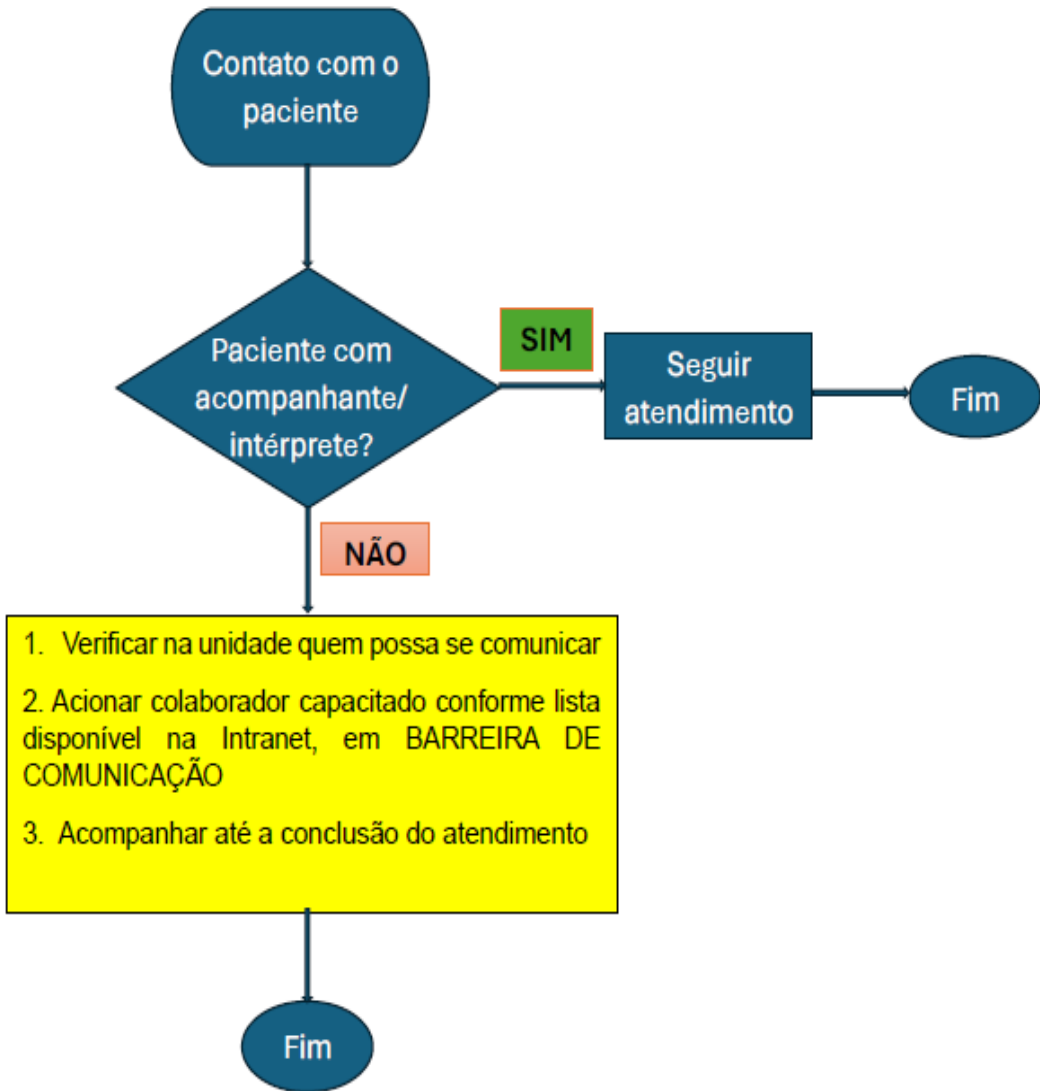 Contato com o
paciente
Paciente com
acompanhante/
intérprete?
SIM
Seguir
atendimento
Fim
NÃO
1. Verificar na unidade quem possa se comunicar
2. Acionar colaborador capacitado conforme lista
disponível na Intranet, em BARREIRA DE
COMUNICAÇÃO
3. Acompanhar até a conclusão do atendimento
Fim